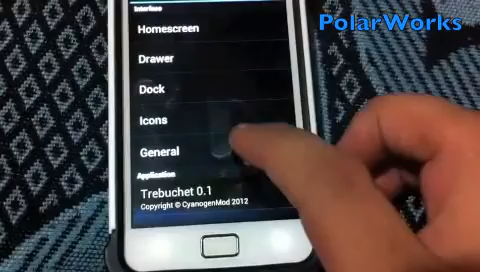 PolarWorks
Interface
Homescreen
Drawer
Dock
Icons
General
Application
Trebuchet 0.1
Copyright © CyanogenMod 2012